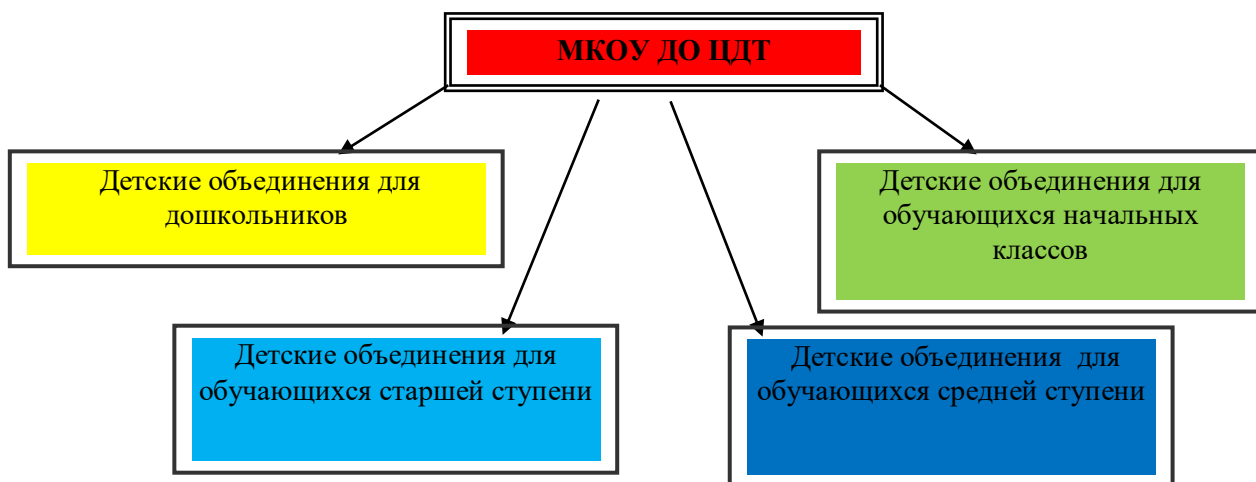 МКОУ ДО ЦДТ
Детские объединения для
дошкольников
Детские объединения для
обучающихся начальных
классов
Детские объединения для
обучающихся старшей ступени
Детские объединения  для
обучающихся средней ступени